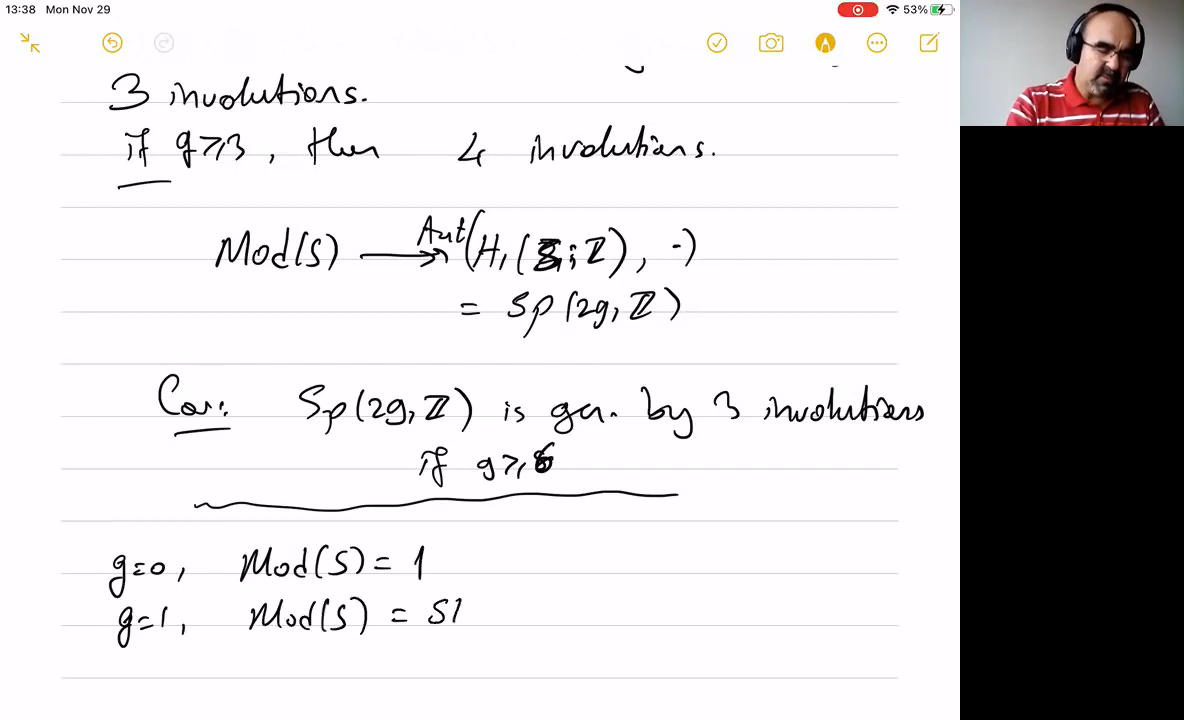 13:38 Mon Nov 29
53%
3 involutions.
if g≥3, then 4 involutions.
Mod(S) ⟶ Aut(H₁(S;ℤ), ·)
= Sp(2g, ℤ)
Cor: Sp(2g, ℤ) is gen. by 3 involutions
if g≥6
g=0, Mod(S) = 1
g=1, Mod(S) = Sl